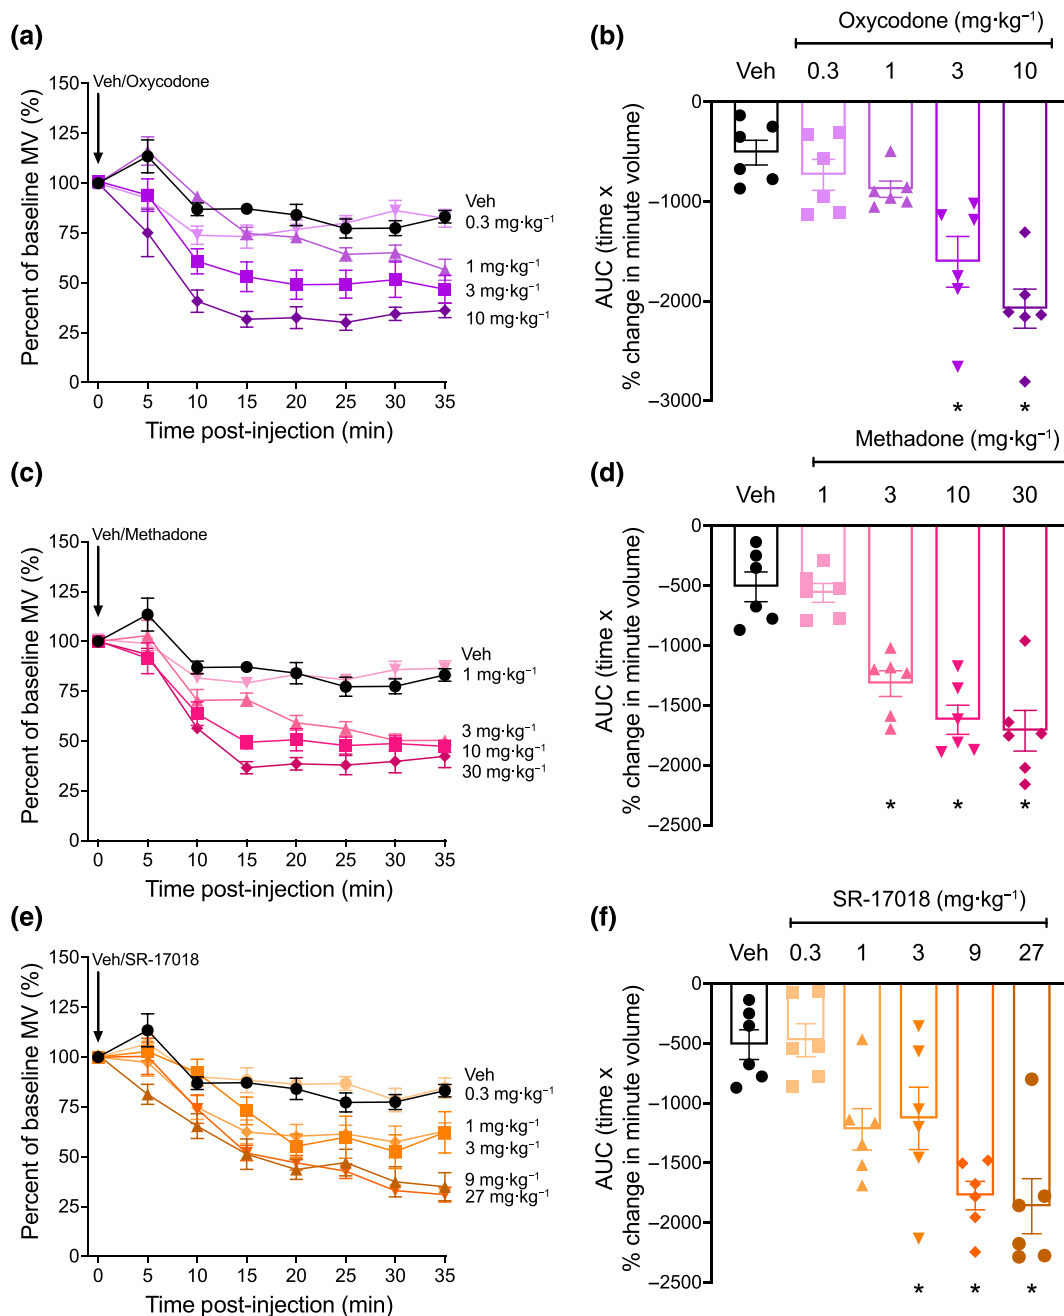 (a)
Veh/Oxycodone
Percent of baseline MV (%)
150
125
100
75
50
25
0
0 5 10 15 20 25 30 35
Time post-injection (min)
Veh
0.3 mg·kg⁻¹
1 mg·kg⁻¹
3 mg·kg⁻¹
10 mg·kg⁻¹
(b)
Oxycodone (mg·kg⁻¹)
Veh 0.3 1 3 10
AUC (time x
% change in minute volume)
0
−1000
−2000
−3000
* *
(c)
Veh/Methadone
Percent of baseline MV (%)
150
125
100
75
50
25
0
0 5 10 15 20 25 30 35
Time post-injection (min)
Veh
1 mg·kg⁻¹
3 mg·kg⁻¹
10 mg·kg⁻¹
30 mg·kg⁻¹
(d)
Methadone (mg·kg⁻¹)
Veh 1 3 10 30
AUC (time x
% change in minute volume)
0
−500
−1000
−1500
−2000
−2500
* * *
(e)
Veh/SR-17018
Percent of baseline MV (%)
150
125
100
75
50
25
0
0 5 10 15 20 25 30 35
Time post-injection (min)
Veh
0.3 mg·kg⁻¹
1 mg·kg⁻¹
3 mg·kg⁻¹
9 mg·kg⁻¹
27 mg·kg⁻¹
(f)
SR-17018 (mg·kg⁻¹)
Veh 0.3 1 3 9 27
AUC (time x
% change in minute volume)
0
−500
−1000
−1500
−2000
−2500
* * *